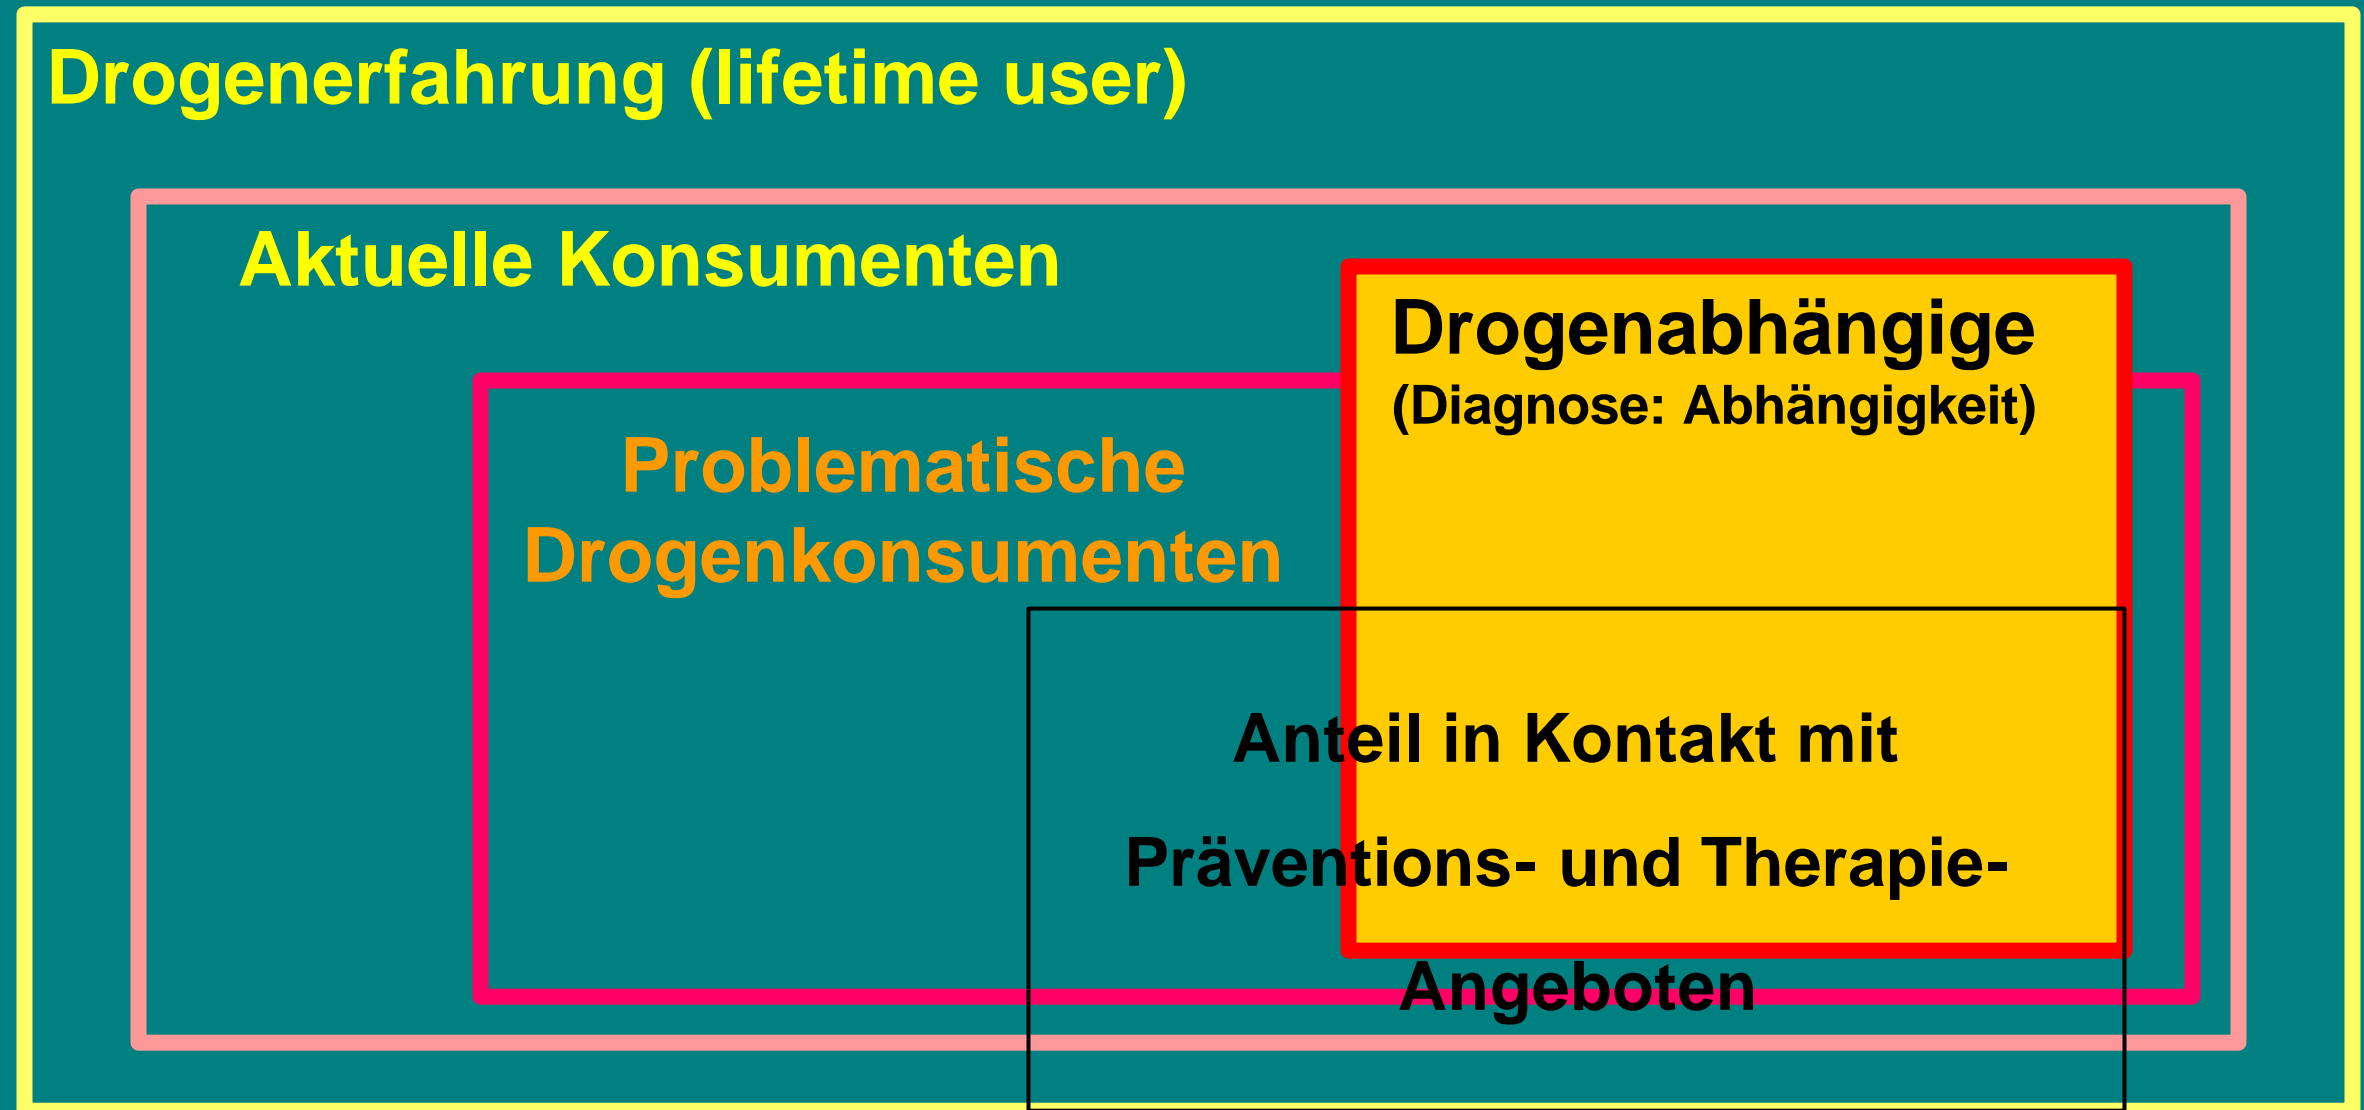 Drogenerfahrung (lifetime user)
Aktuelle Konsumenten
Drogenabhängige
(Diagnose: Abhängigkeit)
Problematische
Drogenkonsumenten
Anteil in Kontakt mit
Präventions- und Therapie-
Angeboten